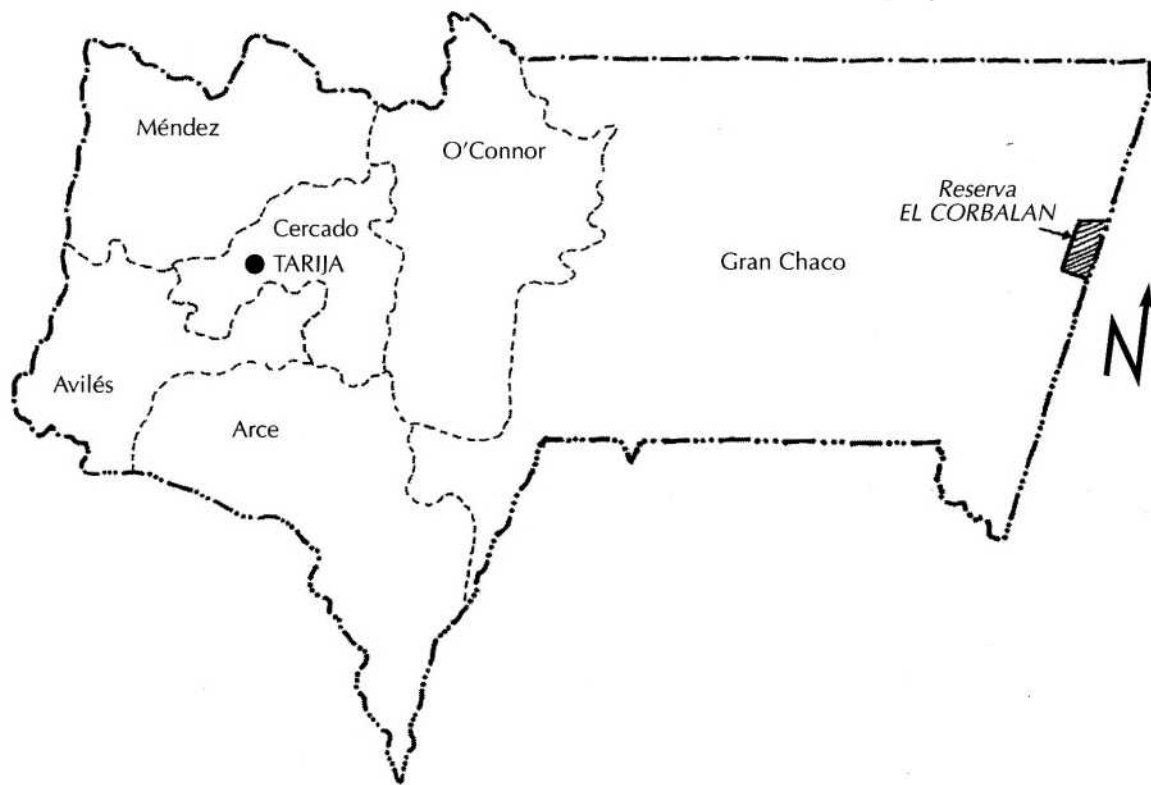 Méndez
O'Connor
Reserva
EL CORBALAN
Cercado
TARIJA
Gran Chaco
N
Avilés
Arce